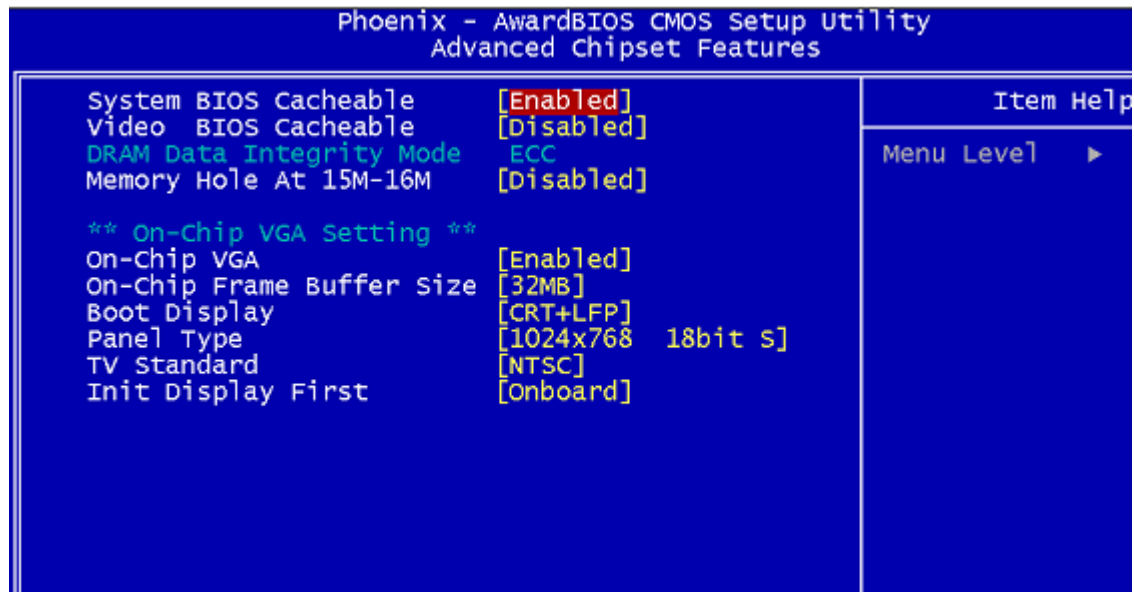 Phoenix - AwardBIOS CMOS Setup Utility
Advanced Chipset Features
System BIOS Cacheable [Enabled]
Video BIOS Cacheable [Disabled]
DRAM Data Integrity Mode ECC
Memory Hole At 15M-16M [Disabled]
** On-Chip VGA Setting **
On-Chip VGA [Enabled]
On-Chip Frame Buffer Size [32MB]
Boot Display [CRT+LFP]
Panel Type [1024x768 18bit S]
TV Standard [NTSC]
Init Display First [Onboard]
Item Help
Menu Level ►